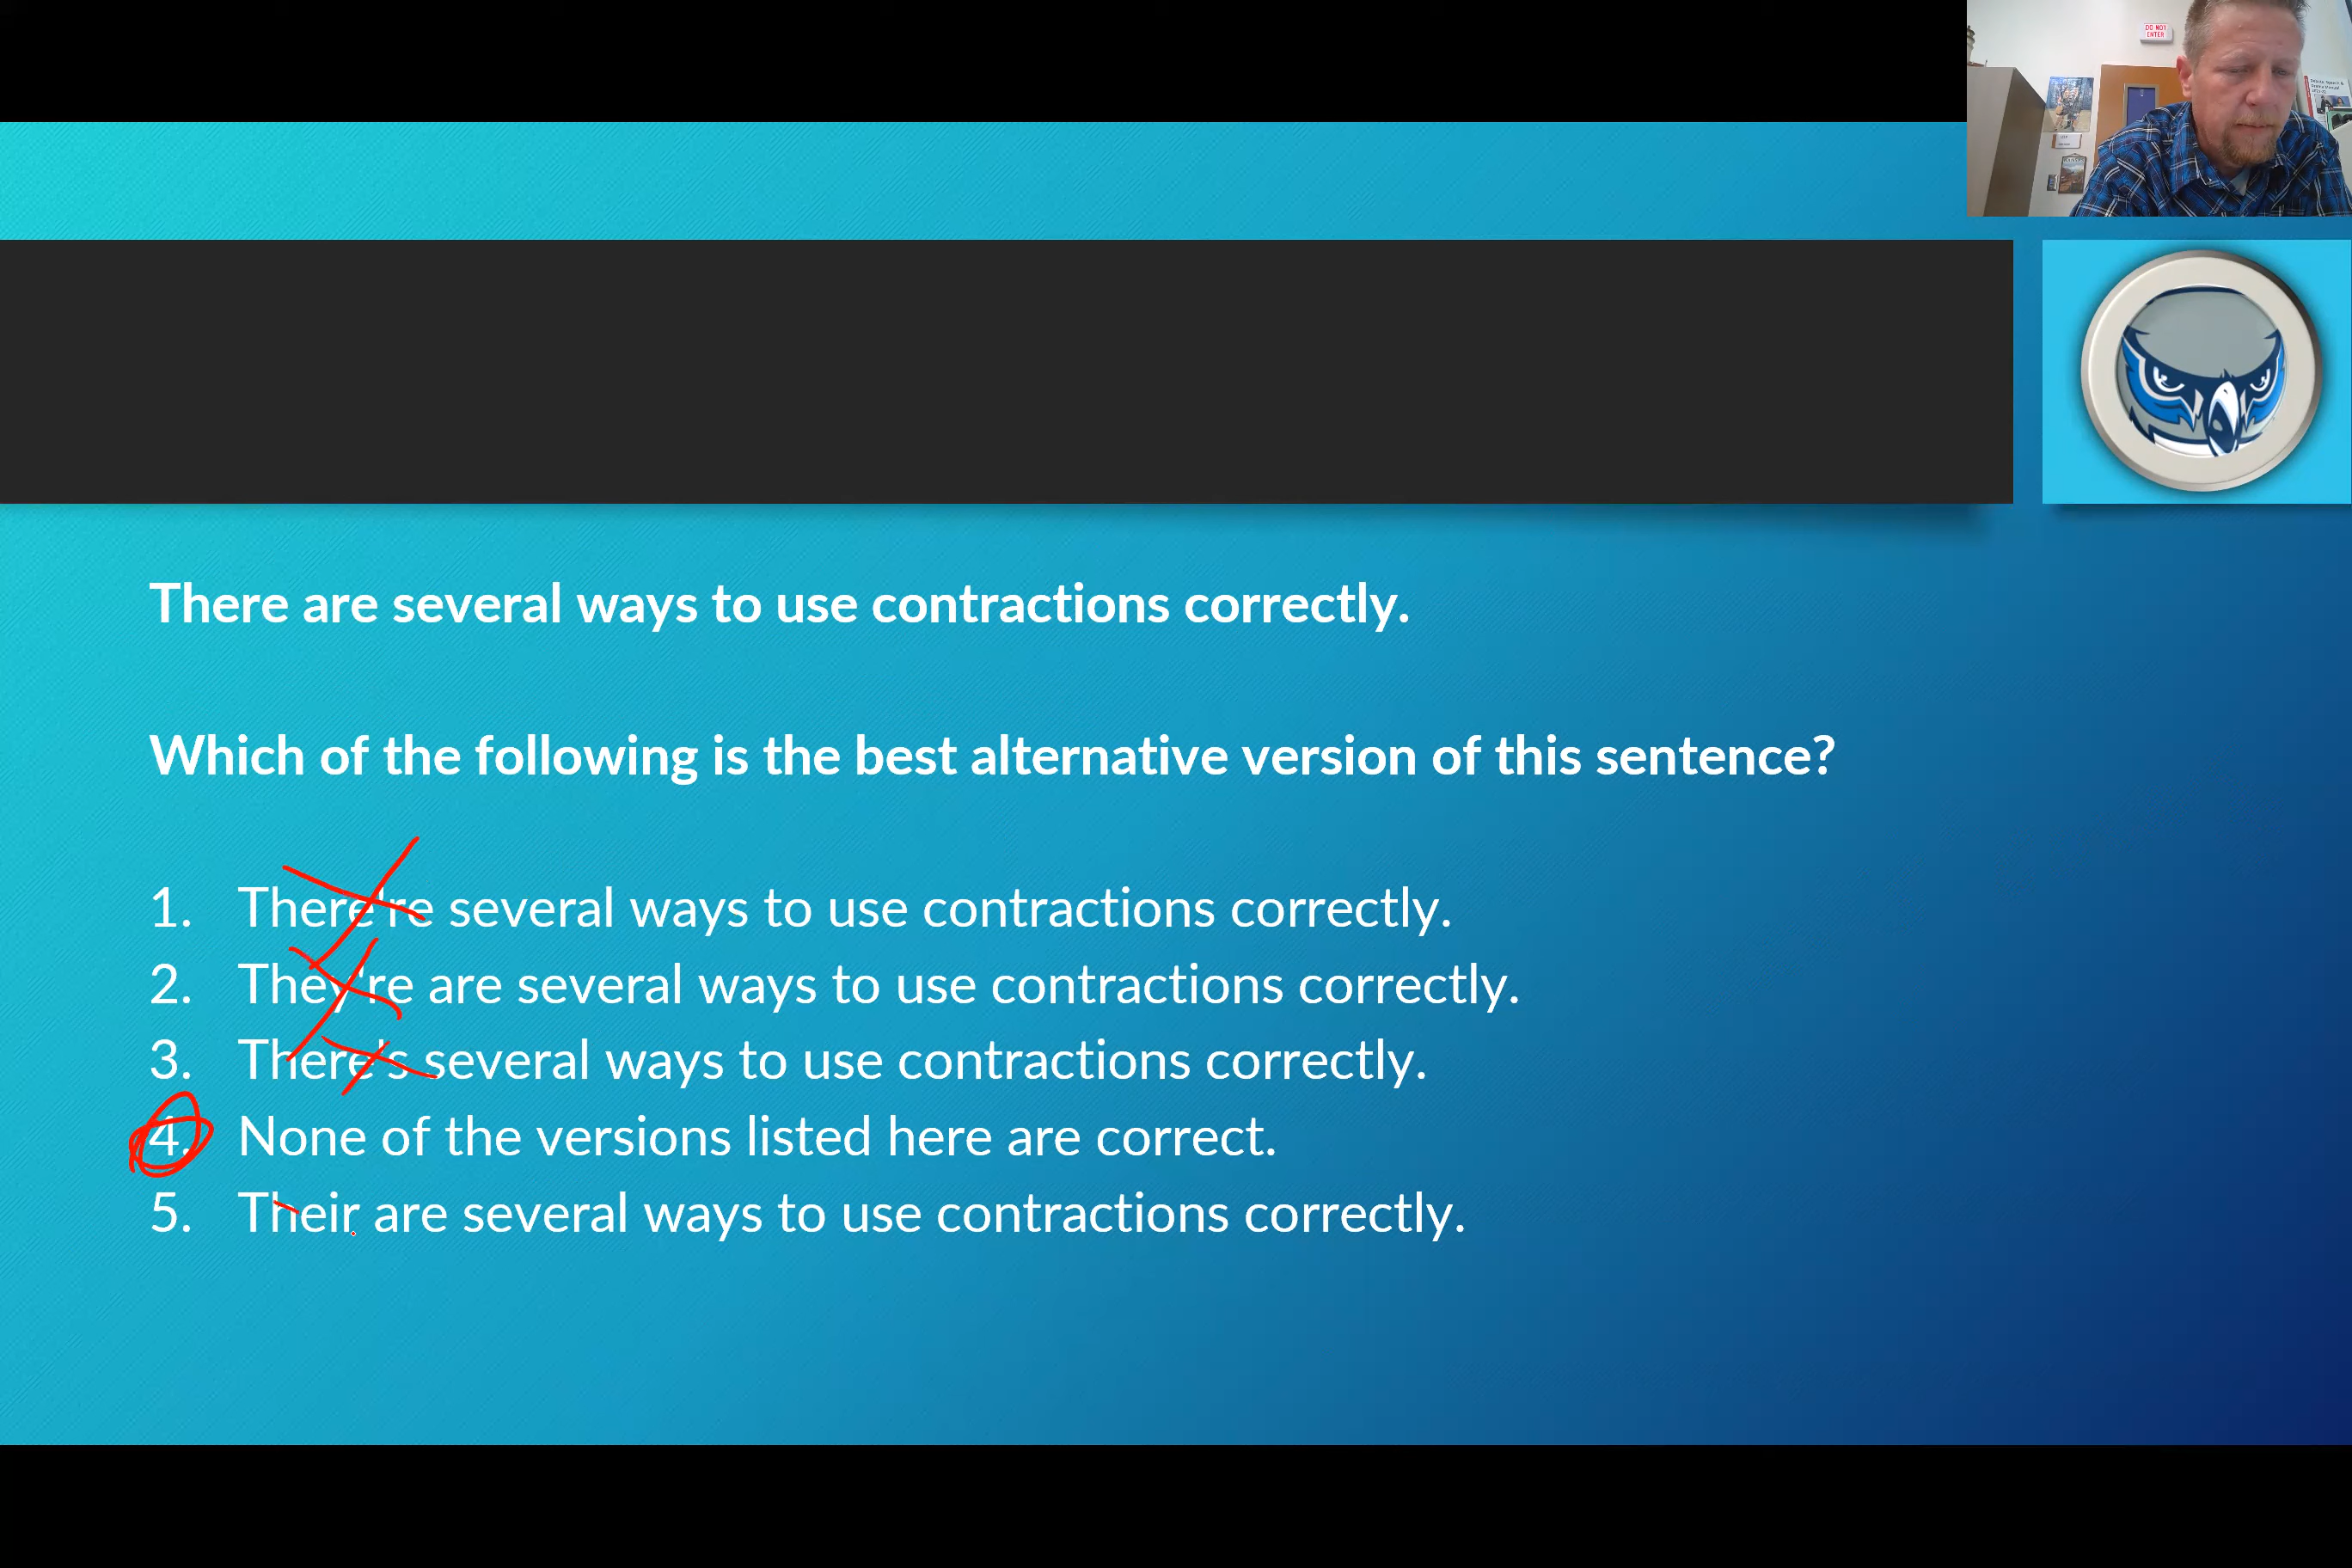 DO NOT
ENTER
There are several ways to use contractions correctly.
Which of the following is the best alternative version of this sentence?
1. There're several ways to use contractions correctly.
2. They're are several ways to use contractions correctly.
3. There's several ways to use contractions correctly.
4. None of the versions listed here are correct.
5. Their are several ways to use contractions correctly.